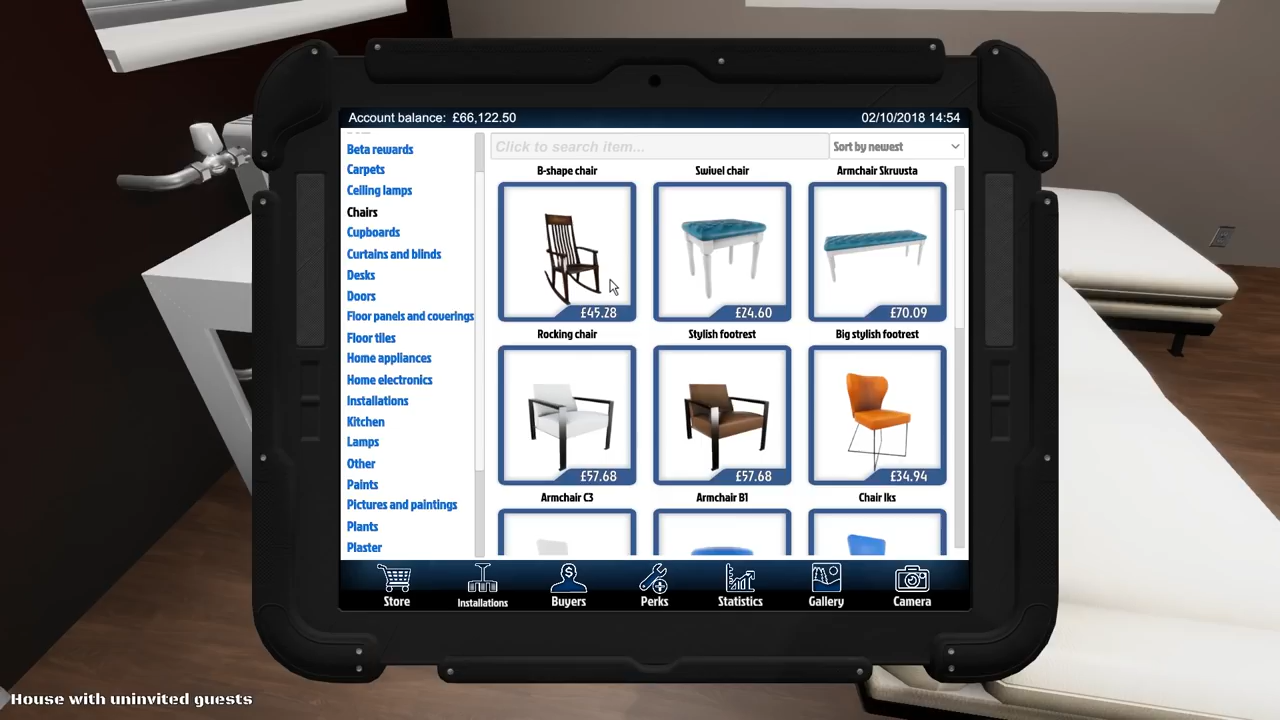 Account balance: £66,122.50
02/10/2018 14:54
Beta rewards
Carpets
Ceiling lamps
Chairs
Cupboards
Curtains and blinds
Desks
Doors
Floor panels and coverings
Floor tiles
Home appliances
Home electronics
Installations
Kitchen
Lamps
Other
Paints
Pictures and paintings
Plants
Plaster
Click to search item...
Sort by newest
B-shape chair
Swivel chair
Armchair Skruvsta
£45.28
£24.60
£70.09
Rocking chair
Stylish footrest
Big stylish footrest
£57.68
£57.68
£34.94
Armchair C3
Armchair B1
Chair Iks
Store
Installations
Buyers
Perks
Statistics
Gallery
Camera
House with uninvited guests